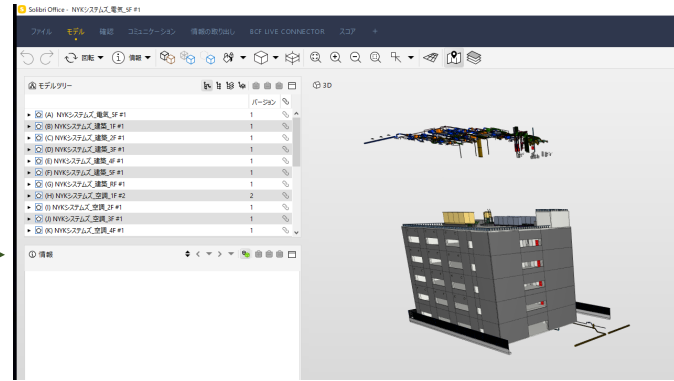 Solibri Office - NYKシステムズ_電気_5F #1
ファイル モデル 確認 コミュニケーション 情報の取り出し BCF LIVE CONNECTOR スコア +
回転 情報
モデルツリー
3D
バージョン
(A) NYKシステムズ_電気_5F #1 1
(B) NYKシステムズ_建築_1F #1 1
(C) NYKシステムズ_建築_2F #1 1
(D) NYKシステムズ_建築_3F #1 1
(E) NYKシステムズ_建築_4F #1 1
(F) NYKシステムズ_建築_5F #1 1
(G) NYKシステムズ_建築_RF #1 1
(H) NYKシステムズ_空調_1F #2 2
(I) NYKシステムズ_空調_2F #1 1
(J) NYKシステムズ_空調_3F #1 1
(K) NYKシステムズ_空調_4F #1 1
情報